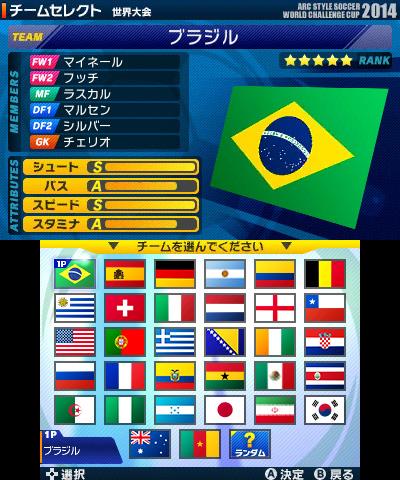 チームセレクト 世界大会
ARC STYLE SOCCER
WORLD CHALLENGE CUP 2014
TEAM ブラジル
★★★★★ RANK
MEMBERS
FW1 マイネール
FW2 フッチ
MF ラスカル
DF1 マルセン
DF2 シルバー
GK チェリオ
ATTRIBUTES
シュート S
パス A
スピード S
スタミナ A
▼ チームを選んでください ▼
1P
1P
ブラジル
?
ランダム
選択 A 決定 B 戻る